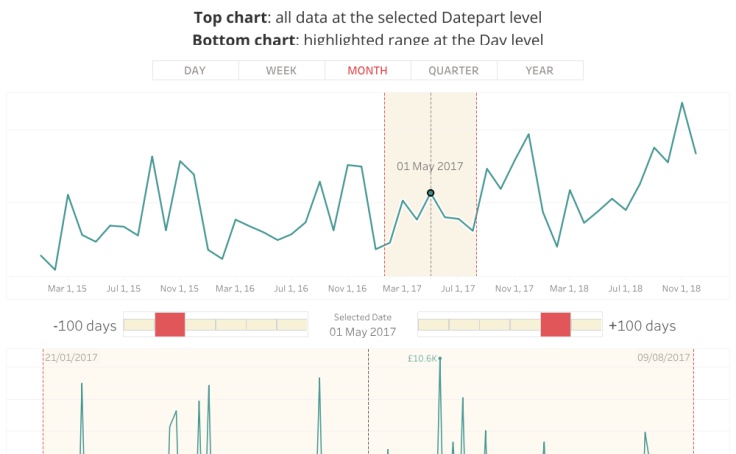 Top chart: all data at the selected Datepart level
Bottom chart: highlighted range at the Day level
DAY WEEK MONTH QUARTER YEAR
01 May 2017
Mar 1, 15 Jul 1, 15 Nov 1, 15 Mar 1, 16 Jul 1, 16 Nov 1, 16 Mar 1, 17 Jul 1, 17 Nov 1, 17 Mar 1, 18 Jul 1, 18 Nov 1, 18
Selected Date
-100 days 01 May 2017 +100 days
21/01/2017 £10.6K 09/08/2017